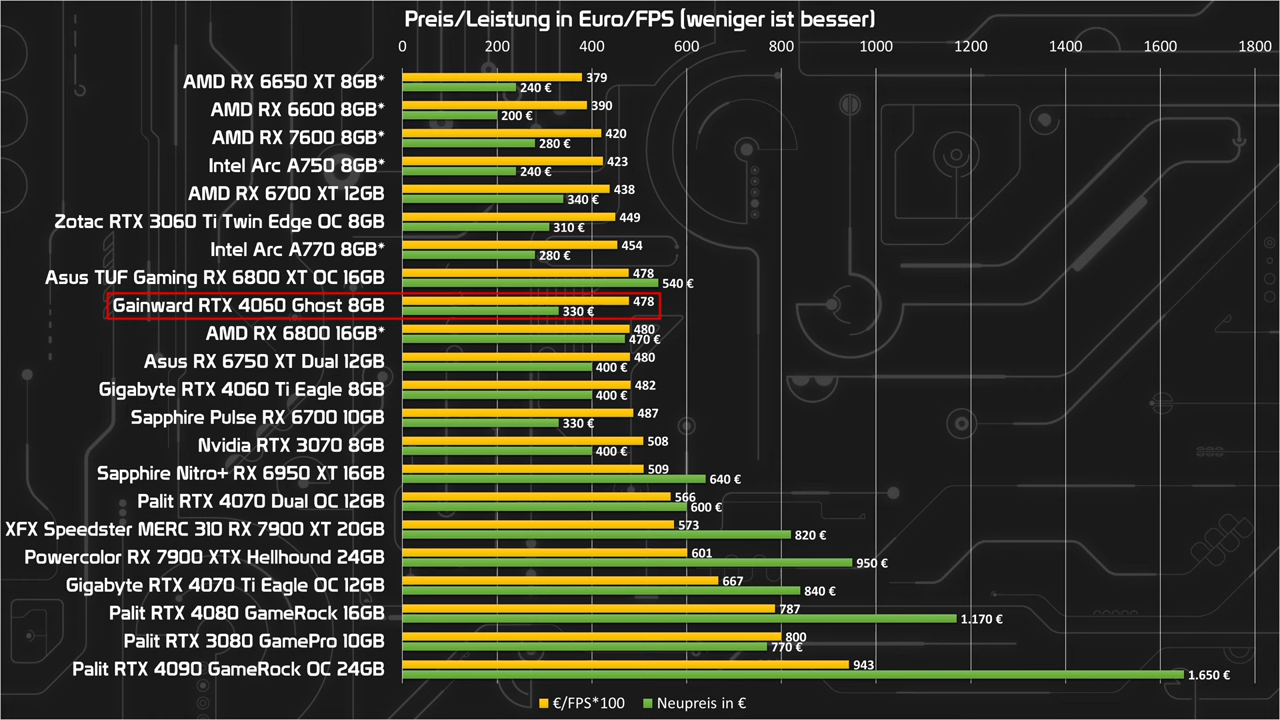 Preis/Leistung in Euro/FPS (weniger ist besser)
0 200 400 600 800 1000 1200 1400 1600 1800
AMD RX 6650 XT 8GB* 379
240 €
AMD RX 6600 8GB* 390
200 €
AMD RX 7600 8GB* 420
280 €
Intel Arc A750 8GB* 423
240 €
AMD RX 6700 XT 12GB 438
340 €
Zotac RTX 3060 Ti Twin Edge OC 8GB 449
310 €
Intel Arc A770 8GB* 454
280 €
Asus TUF Gaming RX 6800 XT OC 16GB 478
540 €
Gainward RTX 4060 Ghost 8GB 478
330 €
AMD RX 6800 16GB* 480
470 €
Asus RX 6750 XT Dual 12GB 480
400 €
Gigabyte RTX 4060 Ti Eagle 8GB 482
400 €
Sapphire Pulse RX 6700 10GB 487
330 €
Nvidia RTX 3070 8GB 508
400 €
Sapphire Nitro+ RX 6950 XT 16GB 509
640 €
Palit RTX 4070 Dual OC 12GB 566
600 €
XFX Speedster MERC 310 RX 7900 XT 20GB 573
820 €
Powercolor RX 7900 XTX Hellhound 24GB 601
950 €
Gigabyte RTX 4070 Ti Eagle OC 12GB 667
840 €
Palit RTX 4080 GameRock 16GB 787
1.170 €
Palit RTX 3080 GamePro 10GB 800
770 €
Palit RTX 4090 GameRock OC 24GB 943
1.650 €
€/FPS*100 Neupreis in €